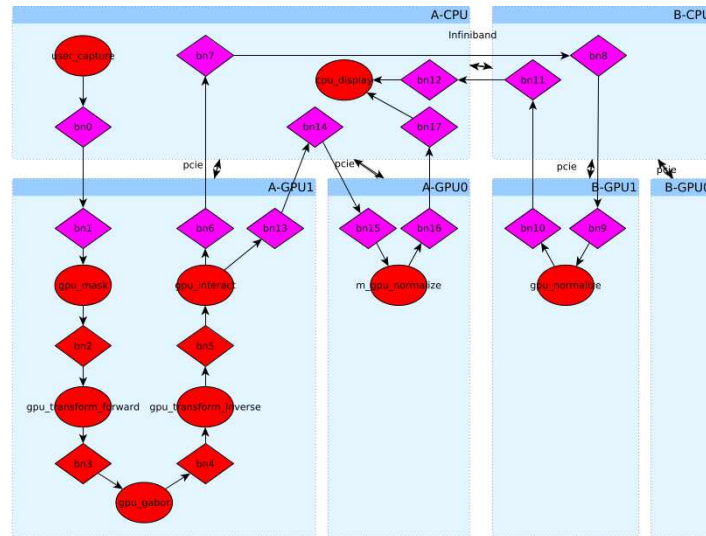 A-CPU
B-CPU
user_capture
bn7
Infiniband
bn8
cpu_display
bn12
bn11
bn0
bn14
bn17
pcie
pcie
pcie
pcie
A-GPU1
A-GPU0
B-GPU1
B-GPU0
bn1
bn6
bn13
bn15
bn16
bn10
bn9
gpu_mask
gpu_interact
m_gpu_normalize
gpu_normalize
bn2
bn5
gpu_transform_forward
gpu_transform_inverse
bn3
bn4
gpu_gabor